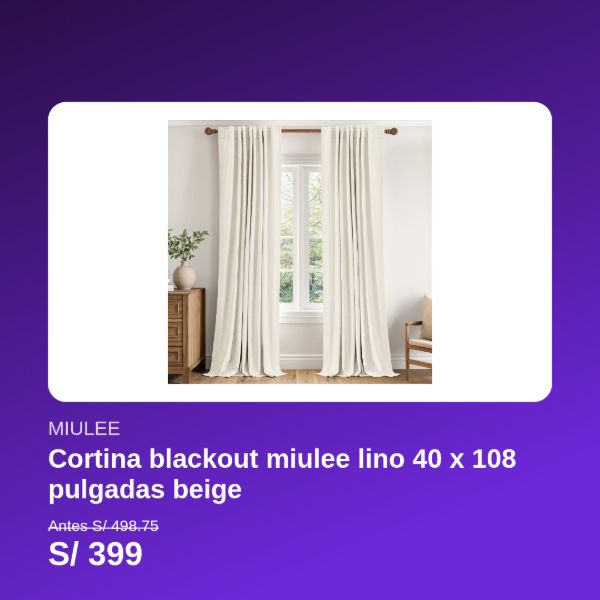 MIULEE
Cortina blackout miulee lino 40 x 108
pulgadas beige
Antes S/ 498.75
S/ 399